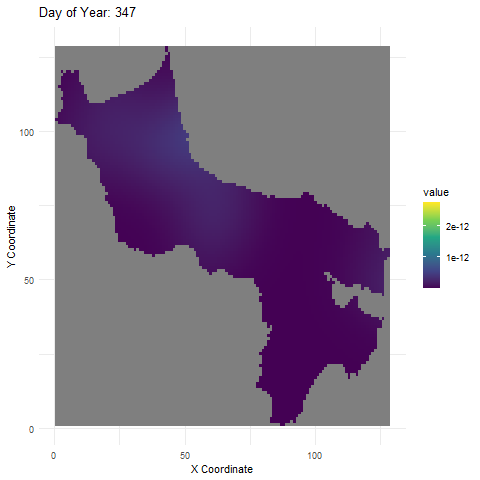 Day of Year: 347
Y Coordinate
100
50
0
0
50
100
X Coordinate
value
2e-12
1e-12